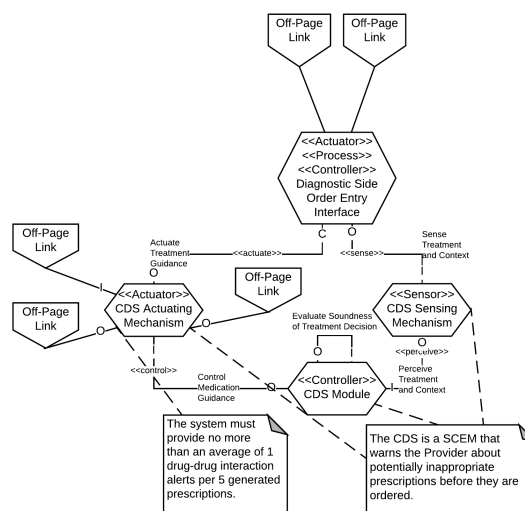 Off-Page
Link
Off-Page
Link
<<Actuator>>
<<Process>>
<<Controller>>
Diagnostic Side
Order Entry
Interface
C
O
Actuate
Treatment
Guidance
<<actuate>>
<<sense>>
Sense
Treatment
and Context
O
Off-Page
Link
Off-Page
Link
I
<<Actuator>>
CDS Actuating
Mechanism
Off-Page
Link
O
O
<<Sensor>>
CDS Sensing
Mechanism
Evaluate Soundness
of Treatment Decision
O
O
<<perceive>>
I
<<control>>
Control
Medication
Guidance
O
<<Controller>>
CDS Module
I
Perceive
Treatment
and Context
The system must
provide no more
than an average of 1
drug-drug interaction
alerts per 5 generated
prescriptions.
The CDS is a SCEM that
warns the Provider about
potentially inappropriate
prescriptions before they are
ordered.